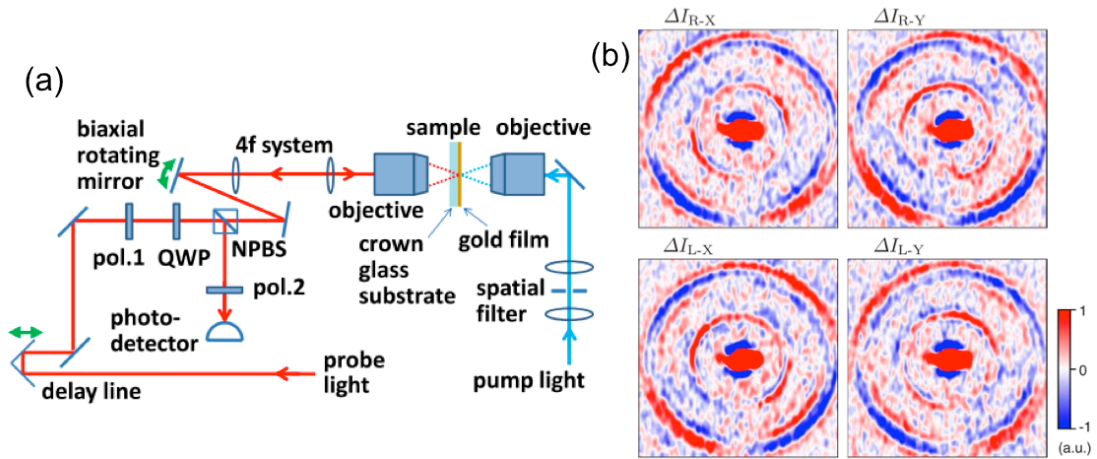 (a)
biaxial
rotating
mirror
4f system
sample
objective
objective
pol.1
QWP
NPBS
crown
glass
substrate
gold film
pol.2
spatial
filter
photo-
detector
delay line
probe
light
pump light
(b)
ΔI_R-X
ΔI_R-Y
ΔI_L-X
ΔI_L-Y
1
0
-1
(a.u.)